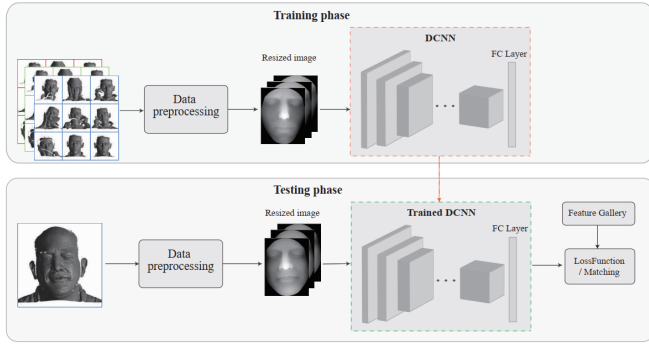 Training phase
DCNN
Resized image
FC Layer
Data
preprocessing
Testing phase
Resized image
Trained DCNN
FC Layer
Feature Gallery
Data
preprocessing
LossFunction
/ Matching